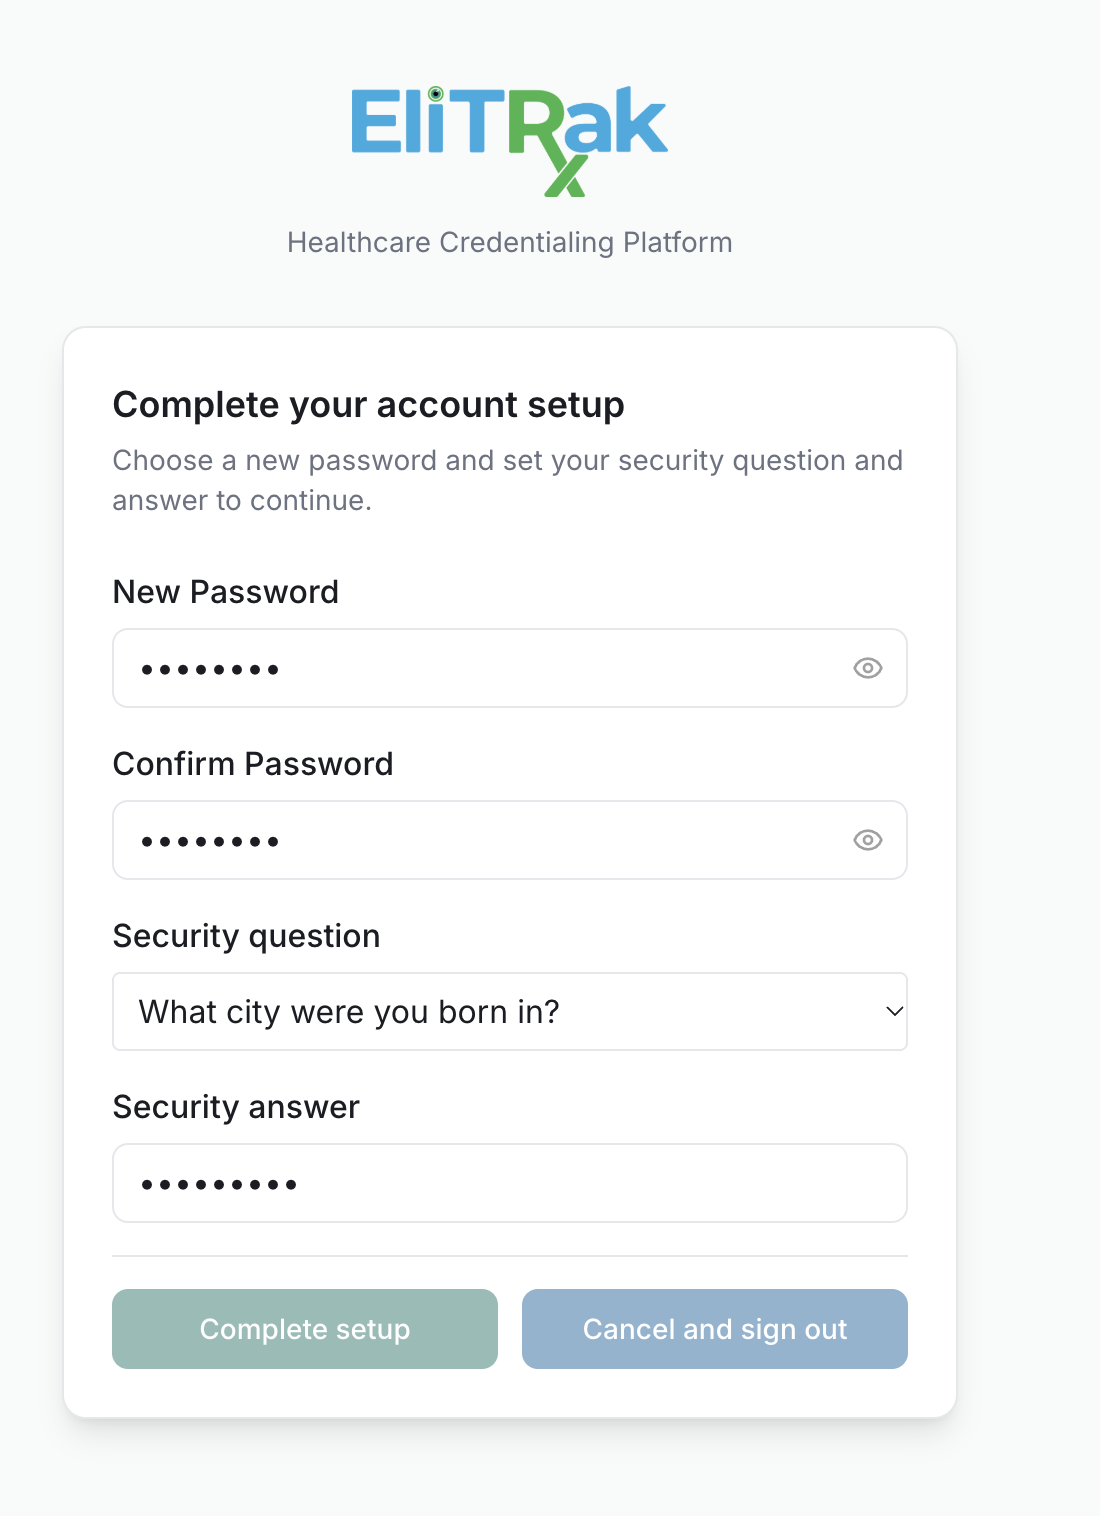 EliTRak
x
Healthcare Credentialing Platform
Complete your account setup
Choose a new password and set your security question and
answer to continue.
New Password
••••••••
Confirm Password
••••••••
Security question
What city were you born in?
Security answer
•••••••••
Complete setup
Cancel and sign out